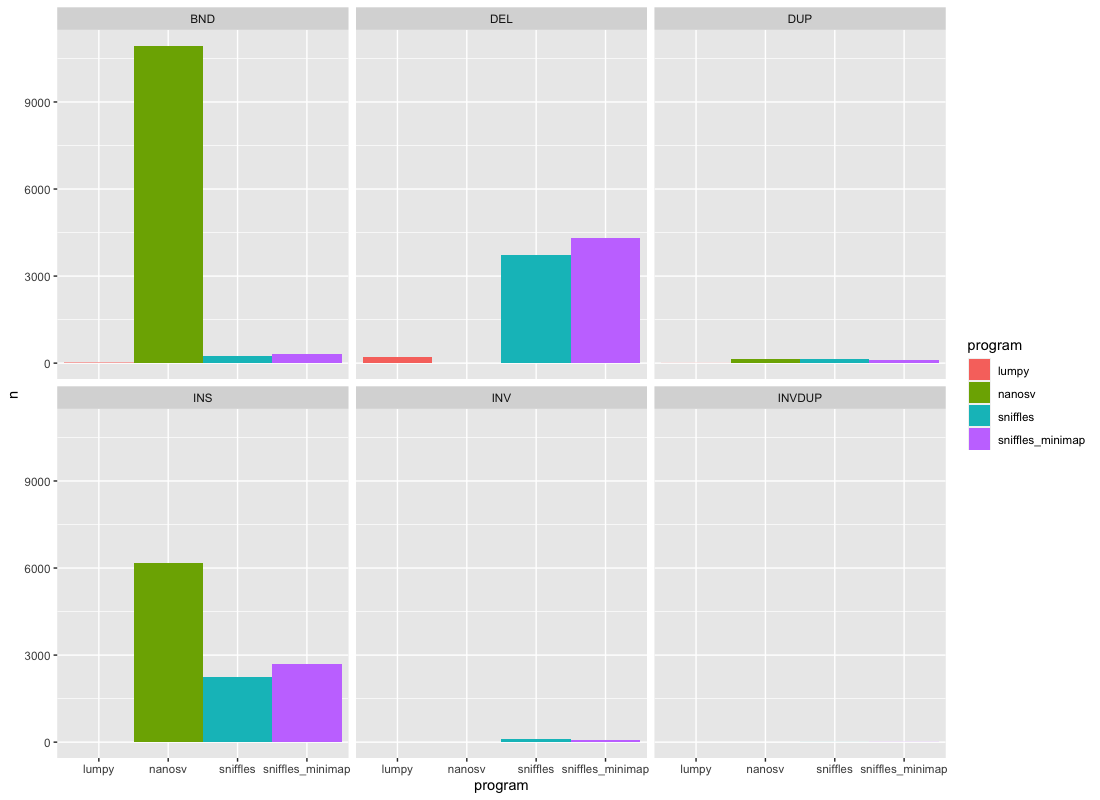 BND DEL DUP
9000
6000
3000
0
n
INS INV INVDUP
9000
6000
3000
0
lumpy nanosv sniffles sniffles_minimap lumpy nanosv sniffles sniffles_minimap lumpy nanosv sniffles sniffles_minimap
program
program
lumpy
nanosv
sniffles
sniffles_minimap